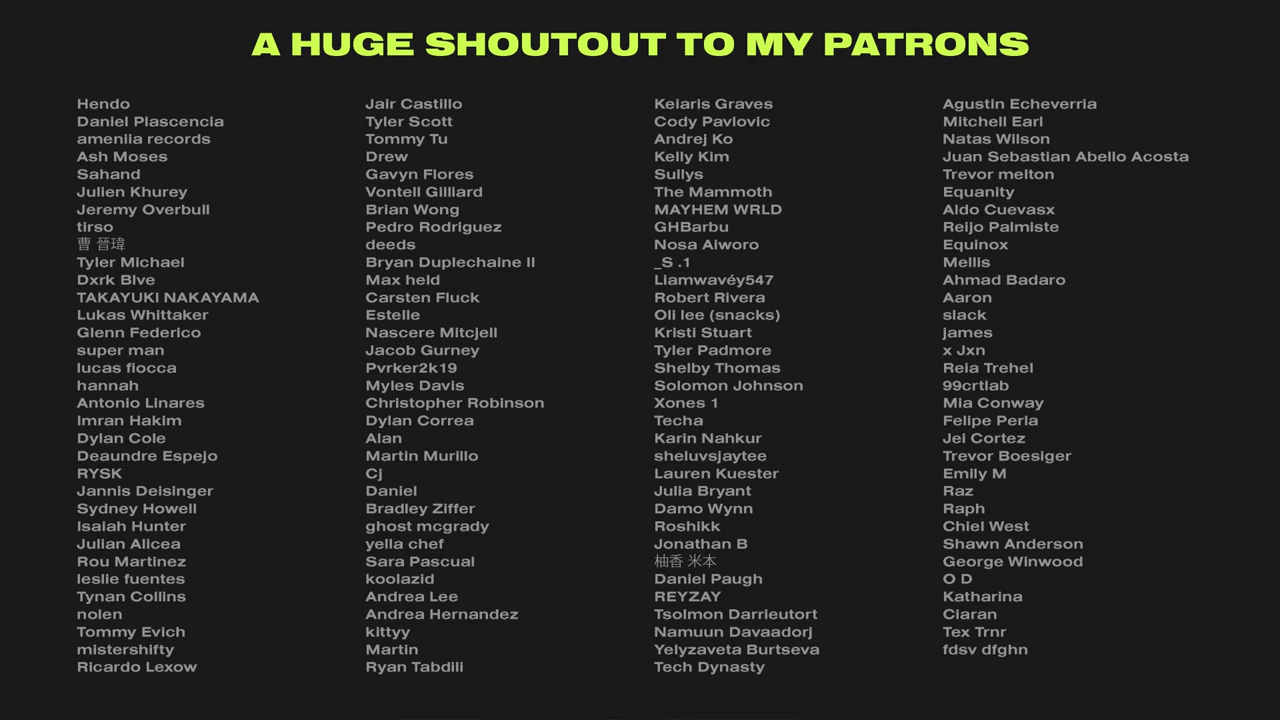 A HUGE SHOUTOUT TO MY PATRONS
Hendo
Daniel Plascencia
ameniia records
Ash Moses
Sahand
Julien Khurey
Jeremy Overbull
tirso
曹 晉瑋
Tyler Michael
Dxrk Blve
TAKAYUKI NAKAYAMA
Lukas Whittaker
Glenn Federico
super man
lucas fiocca
hannah
Antonio Linares
Imran Hakim
Dylan Cole
Deaundre Espejo
RYSK
Jannis Deisinger
Sydney Howell
Isaiah Hunter
Julian Alicea
Rou Martinez
leslie fuentes
Tynan Collins
nolen
Tommy Evich
mistershifty
Ricardo Lexow
Jair Castillo
Tyler Scott
Tommy Tu
Drew
Gavyn Flores
Vontell Gilliard
Brian Wong
Pedro Rodriguez
deeds
Bryan Duplechaine II
Max held
Carsten Fluck
Estelle
Nascere Mitcjell
Jacob Gurney
Pvrker2k19
Myles Davis
Christopher Robinson
Dylan Correa
Alan
Martin Murillo
Cj
Daniel
Bradley Ziffer
ghost mcgrady
yella chef
Sara Pascual
koolazid
Andrea Lee
Andrea Hernandez
kittyy
Martin
Ryan Tabdili
Keiaris Graves
Cody Pavlovic
Andrej Ko
Kelly Kim
Sullys
The Mammoth
MAYHEM WRLD
GHBarbu
Nosa Aiworo
_S .1
Liamwavéy547
Robert Rivera
Oli lee (snacks)
Kristi Stuart
Tyler Padmore
Shelby Thomas
Solomon Johnson
Xones 1
Techa
Karin Nahkur
sheluvsjaytee
Lauren Kuester
Julia Bryant
Damo Wynn
Roshikk
Jonathan B
柚香 米本
Daniel Paugh
REYZAY
Tsolmon Darrieutort
Namuun Davaadorj
Yelyzaveta Burtseva
Tech Dynasty
Agustin Echeverria
Mitchell Earl
Natas Wilson
Juan Sebastian Abello Acosta
Trevor melton
Equanity
Aldo Cuevasx
Reijo Palmiste
Equinox
Mellis
Ahmad Badaro
Aaron
slack
james
x Jxn
Reia Trehel
99crtlab
Mia Conway
Felipe Perla
Jei Cortez
Trevor Boesiger
Emily M
Raz
Raph
Chiel West
Shawn Anderson
George Winwood
O D
Katharina
Ciaran
Tex Trnr
fdsv dfghn